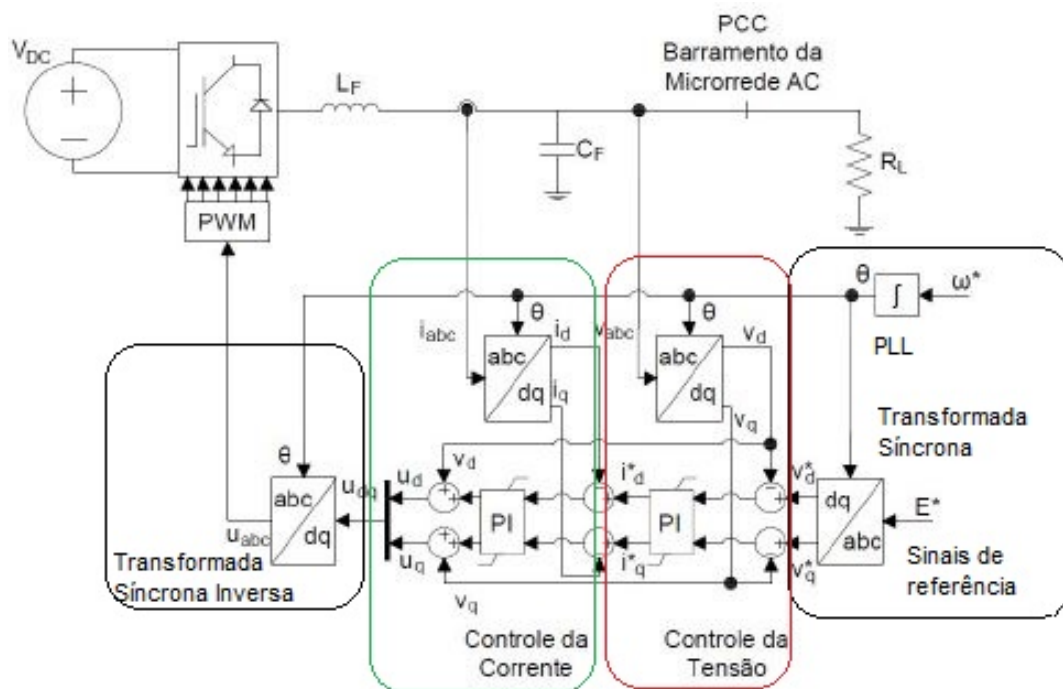 V_DC
L_F
PCC
Barramento da
Microrrede AC
C_F
R_L
PWM
θ
ω*
∫
PLL
θ
θ
i_abc
i_d
v_abc
v_d
abc
dq
i_q
abc
dq
v_q
Transformada
Síncrona
θ
v_d
u_d
i*_d
v*_d
dq
abc
E*
abc
dq
u_dq
u_abc
PI
PI
u_q
i*_q
v*_q
v_q
Sinais de
referência
Transformada
Síncrona Inversa
Controle da
Corrente
Controle da
Tensão